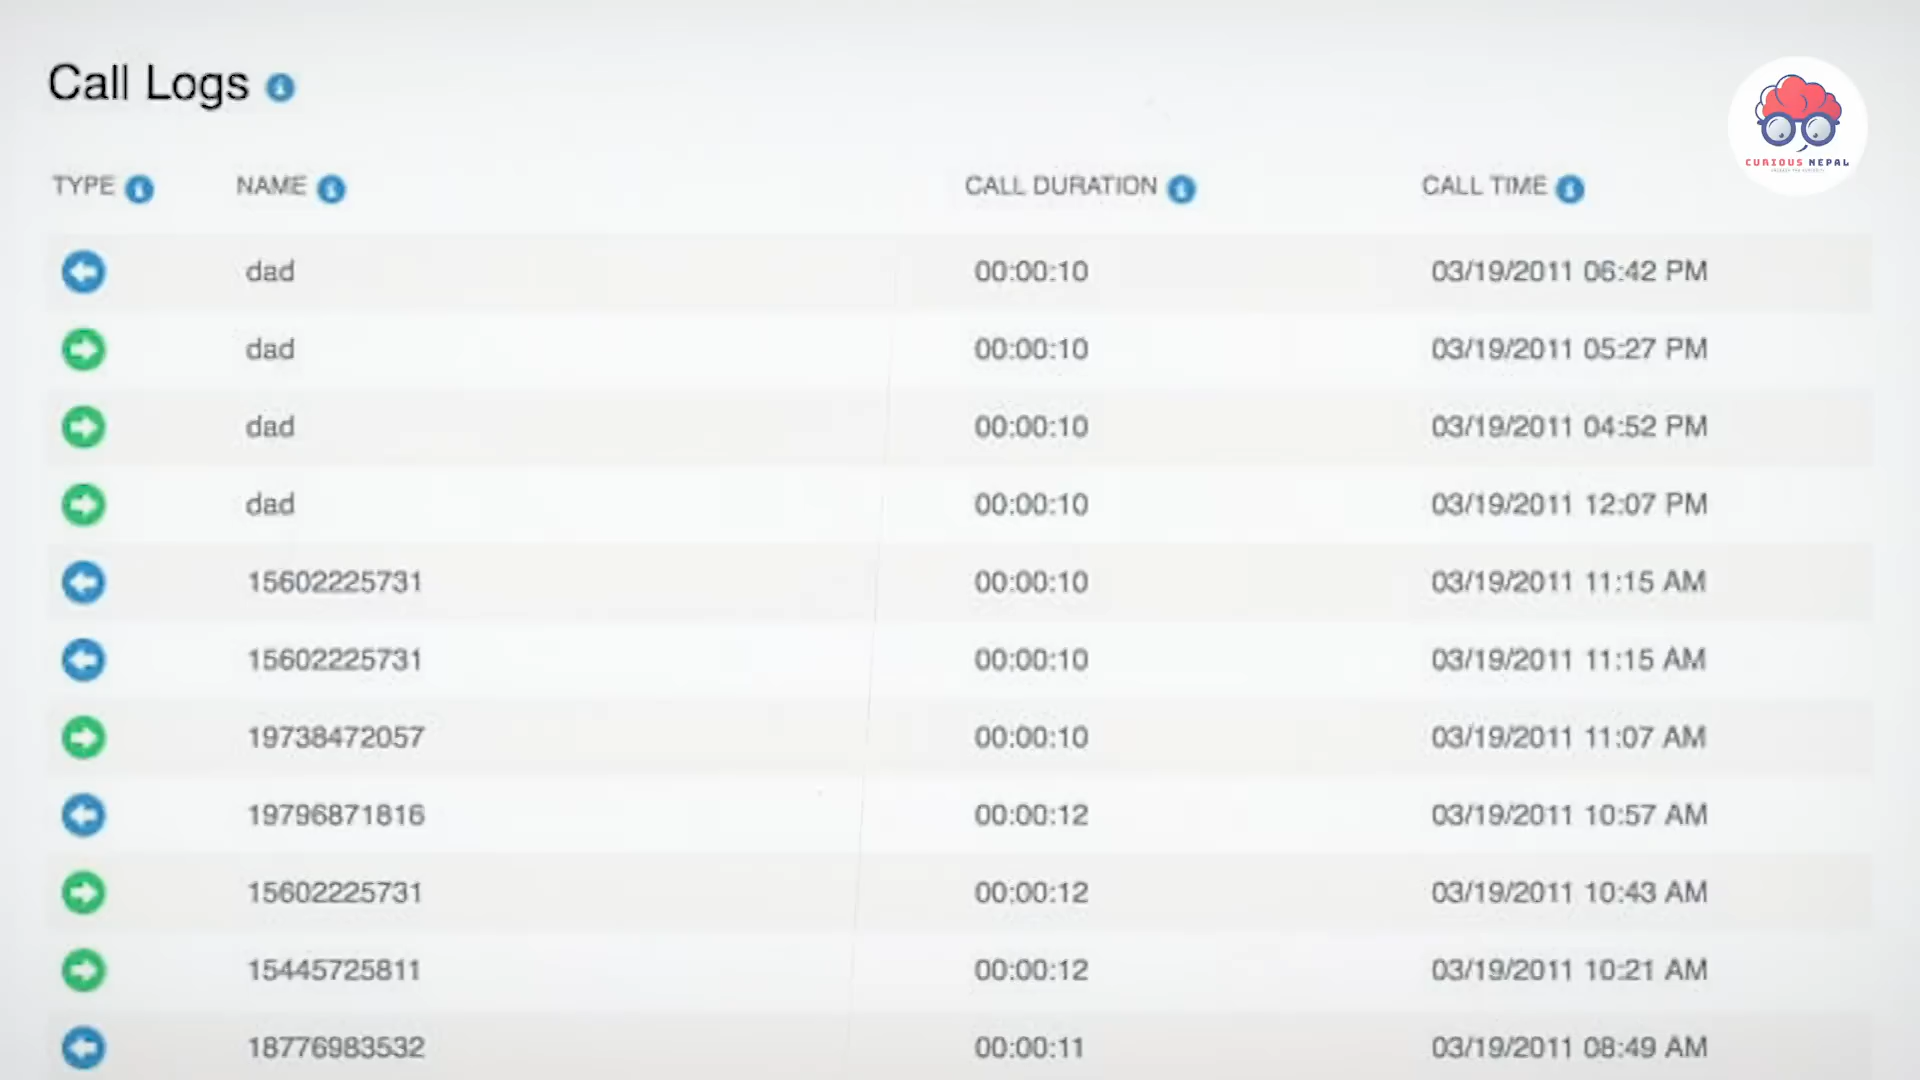 Call Logs
TYPE NAME CALL DURATION CALL TIME
dad 00:00:10 03/19/2011 06:42 PM
dad 00:00:10 03/19/2011 05:27 PM
dad 00:00:10 03/19/2011 04:52 PM
dad 00:00:10 03/19/2011 12:07 PM
15602225731 00:00:10 03/19/2011 11:15 AM
15602225731 00:00:10 03/19/2011 11:15 AM
19738472057 00:00:10 03/19/2011 11:07 AM
19796871816 00:00:12 03/19/2011 10:57 AM
15602225731 00:00:12 03/19/2011 10:43 AM
15445725811 00:00:12 03/19/2011 10:21 AM
18776983532 00:00:11 03/19/2011 08:49 AM
CURIOUS NEPAL